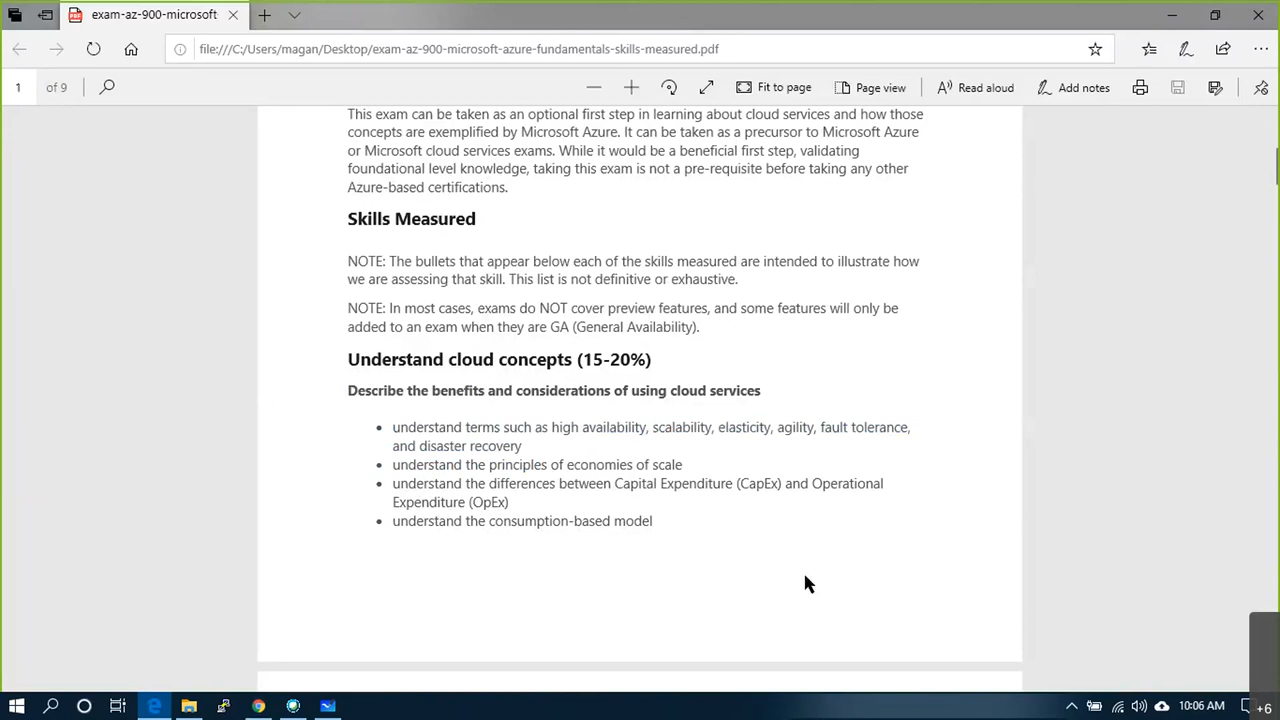 exam-az-900-microsoft
file:///C:/Users/magan/Desktop/exam-az-900-microsoft-azure-fundamentals-skills-measured.pdf
1 of 9 Fit to page Page view Read aloud Add notes
This exam can be taken as an optional first step in learning about cloud services and how those
concepts are exemplified by Microsoft Azure. It can be taken as a precursor to Microsoft Azure
or Microsoft cloud services exams. While it would be a beneficial first step, validating
foundational level knowledge, taking this exam is not a pre-requisite before taking any other
Azure-based certifications.
Skills Measured
NOTE: The bullets that appear below each of the skills measured are intended to illustrate how
we are assessing that skill. This list is not definitive or exhaustive.
NOTE: In most cases, exams do NOT cover preview features, and some features will only be
added to an exam when they are GA (General Availability).
Understand cloud concepts (15-20%)
Describe the benefits and considerations of using cloud services
• understand terms such as high availability, scalability, elasticity, agility, fault tolerance,
and disaster recovery
• understand the principles of economies of scale
• understand the differences between Capital Expenditure (CapEx) and Operational
Expenditure (OpEx)
• understand the consumption-based model
10:06 AM
+6